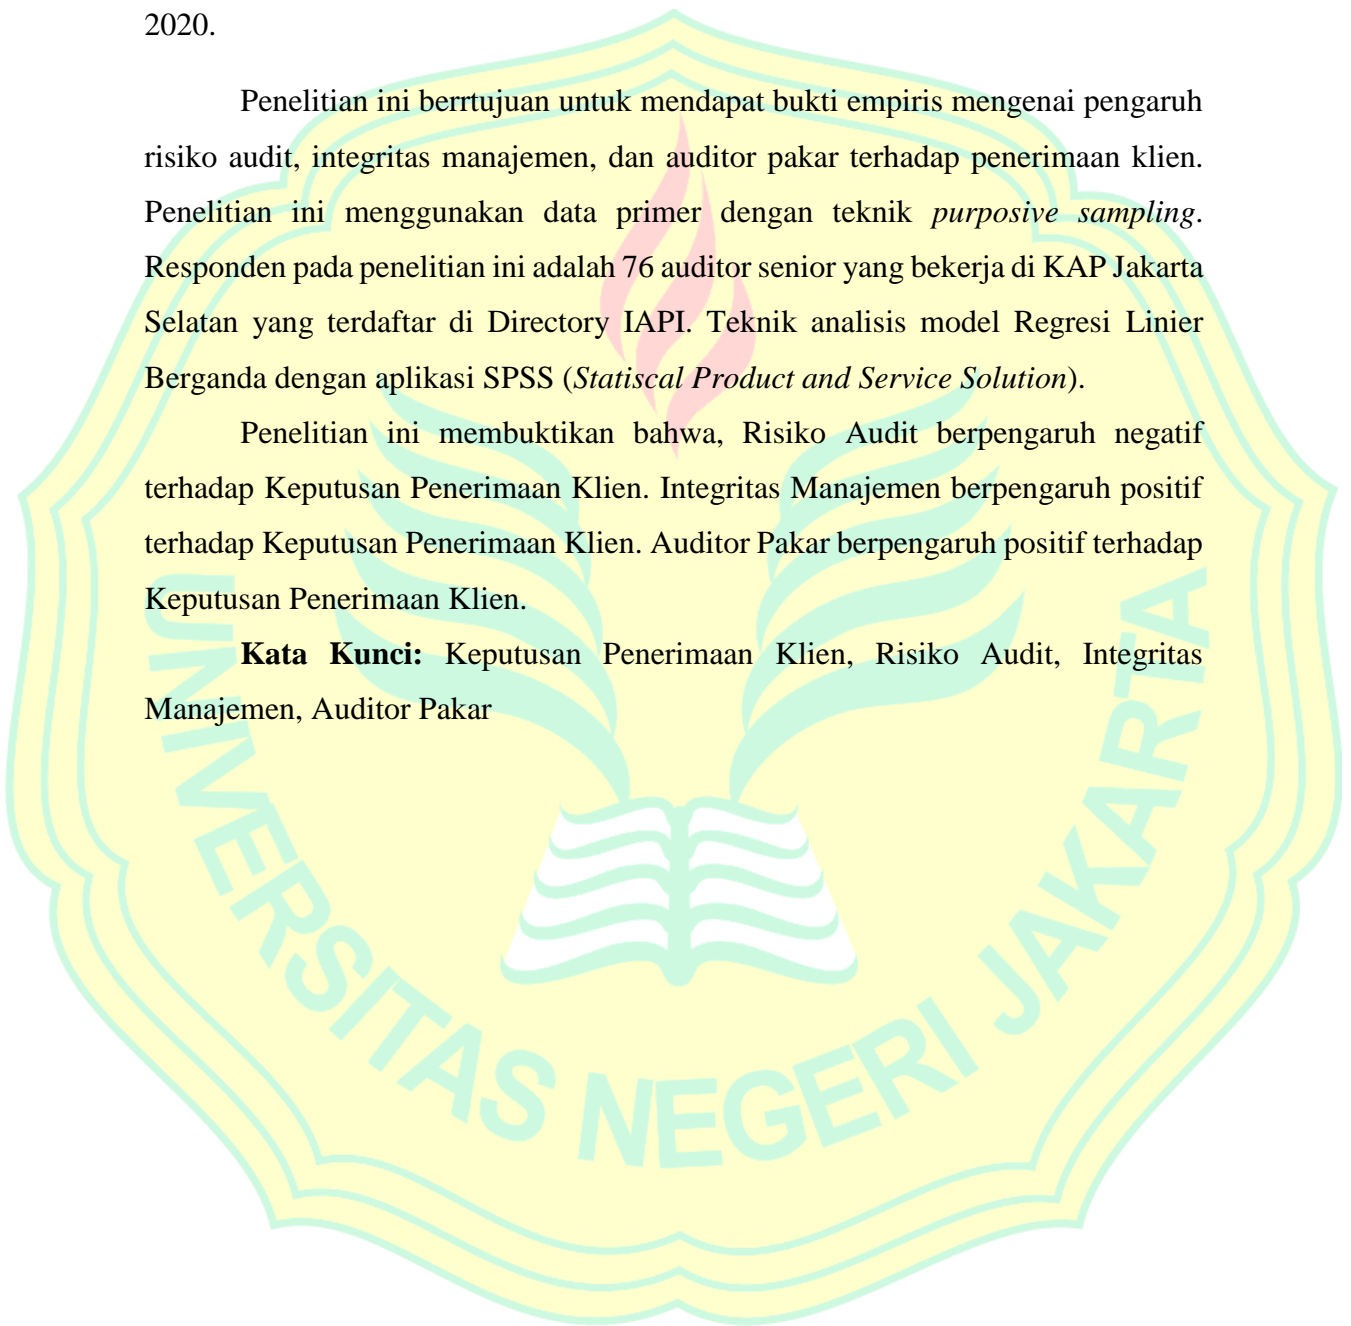 2020.
Penelitian ini berrtujuan untuk mendapat bukti empiris mengenai pengaruh
risiko audit, integritas manajemen, dan auditor pakar terhadap penerimaan klien.
Penelitian ini menggunakan data primer dengan teknik purposive sampling.
Responden pada penelitian ini adalah 76 auditor senior yang bekerja di KAP Jakarta
Selatan yang terdaftar di Directory IAPI. Teknik analisis model Regresi Linier
Berganda dengan aplikasi SPSS (Statiscal Product and Service Solution).
Penelitian ini membuktikan bahwa, Risiko Audit berpengaruh negatif
terhadap Keputusan Penerimaan Klien. Integritas Manajemen berpengaruh positif
terhadap Keputusan Penerimaan Klien. Auditor Pakar berpengaruh positif terhadap
Keputusan Penerimaan Klien.
Kata Kunci: Keputusan Penerimaan Klien, Risiko Audit, Integritas
Manajemen, Auditor Pakar
UNIVERSITAS NEGERI JAKARTA